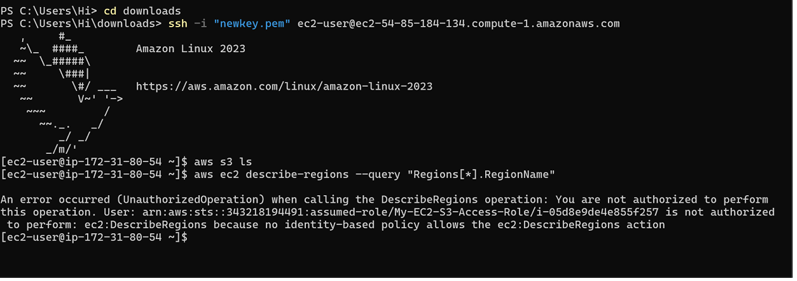 PS C:\Users\Hi> cd downloads
PS C:\Users\Hi\downloads> ssh -i "newkey.pem" ec2-user@ec2-54-85-184-134.compute-1.amazonaws.com
   ,     #_
   ~\_  ####_        Amazon Linux 2023
  ~~  \_#####\
  ~~     \###|
  ~~       \#/ ___   https://aws.amazon.com/linux/amazon-linux-2023
   ~~       V~' '->
    ~~~         /
      ~~._.   _/
         _/ _/
       _/m/'
[ec2-user@ip-172-31-80-54 ~]$ aws s3 ls
[ec2-user@ip-172-31-80-54 ~]$ aws ec2 describe-regions --query "Regions[*].RegionName"

An error occurred (UnauthorizedOperation) when calling the DescribeRegions operation: You are not authorized to perform
this operation. User: arn:aws:sts::343218194491:assumed-role/My-EC2-S3-Access-Role/i-05d8e9de4e855f257 is not authorized
 to perform: ec2:DescribeRegions because no identity-based policy allows the ec2:DescribeRegions action
[ec2-user@ip-172-31-80-54 ~]$